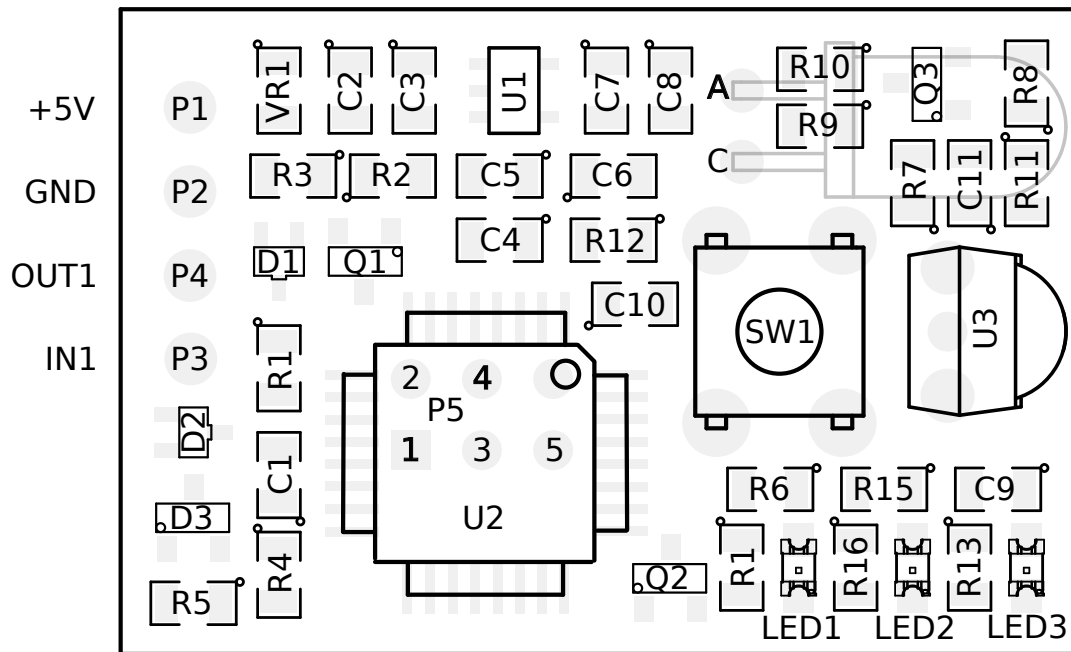 +5V P1 VR1 C2 C3 U1 C7 C8 A R10 Q3 R8
C R9
GND P2 R3 R2 C5 C6 R7 C11 R11
C4 R12
OUT1 P4 D1 Q1
C10
IN1 P3 R1 2 4 SW1 U3
P5
D2 C1 1 3 5
D3 U2 R6 R15 C9
R4 Q2 R1 R16 R13
R5
LED1 LED2 LED3